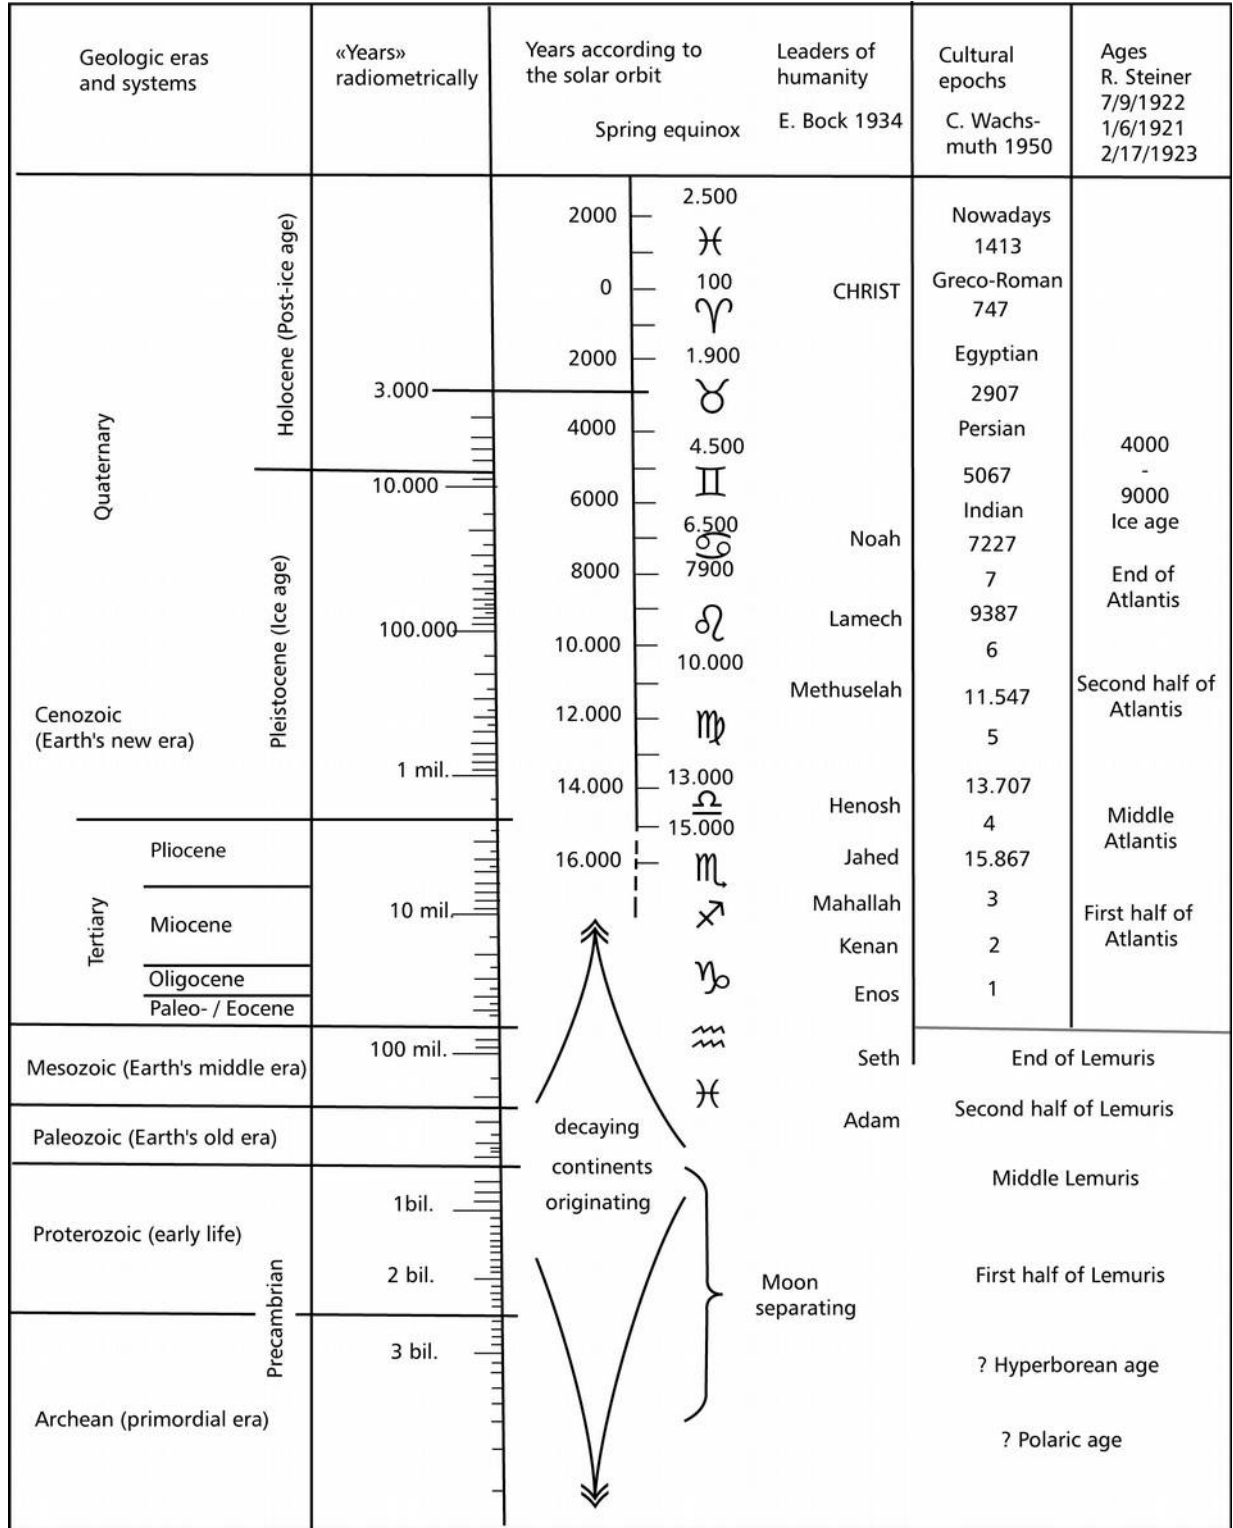 Geologic eras
and systems
«Years»
radiometrically
Years according to
the solar orbit
Spring equinox
Leaders of
humanity
E. Bock 1934
Cultural
epochs
C. Wachs-
muth 1950
Ages
R. Steiner
7/9/1922
1/6/1921
2/17/1923
Quaternary
Holocene (Post-ice age)
Pleistocene (Ice age)
Cenozoic
(Earth's new era)
Tertiary
Pliocene
Miocene
Oligocene
Paleo- / Eocene
Mesozoic (Earth's middle era)
Paleozoic (Earth's old era)
Proterozoic (early life)
Precambrian
Archean (primordial era)
3.000
10.000
100.000
1 mil.
10 mil.
100 mil.
1bil.
2 bil.
3 bil.
2000
0
2000
4000
6000
8000
10.000
12.000
14.000
16.000
2.500
♓
100
♈
1.900
♉
4.500
♊
6.500
♋
7900
♌
10.000
♍
13.000
♎
15.000
♏
♐
♑
♒
♓
decaying
continents
originating
Moon
separating
CHRIST
Noah
Lamech
Methuselah
Henosh
Jahed
Mahallah
Kenan
Enos
Seth
Adam
Nowadays
1413
Greco-Roman
747
Egyptian
2907
Persian
5067
Indian
7227
7
9387
6
11.547
5
13.707
4
15.867
3
2
1
4000
-
9000
Ice age
End of
Atlantis
Second half of
Atlantis
Middle
Atlantis
First half of
Atlantis
End of Lemuris
Second half of Lemuris
Middle Lemuris
First half of Lemuris
? Hyperborean age
? Polaric age